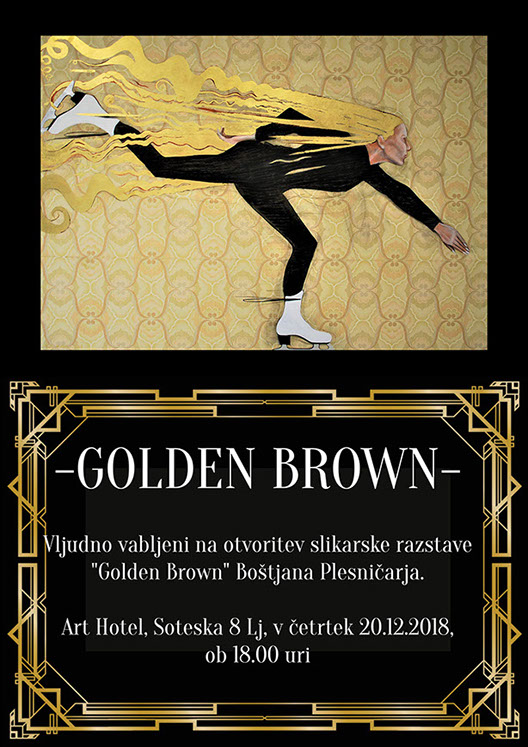 -GOLDEN BROWN-
Vljudno vabljeni na otvoritev slikarske razstave
"Golden Brown" Boštjana Plesničarja.
Art Hotel, Soteska 8 Lj, v četrtek 20.12.2018,
ob 18.00 uri